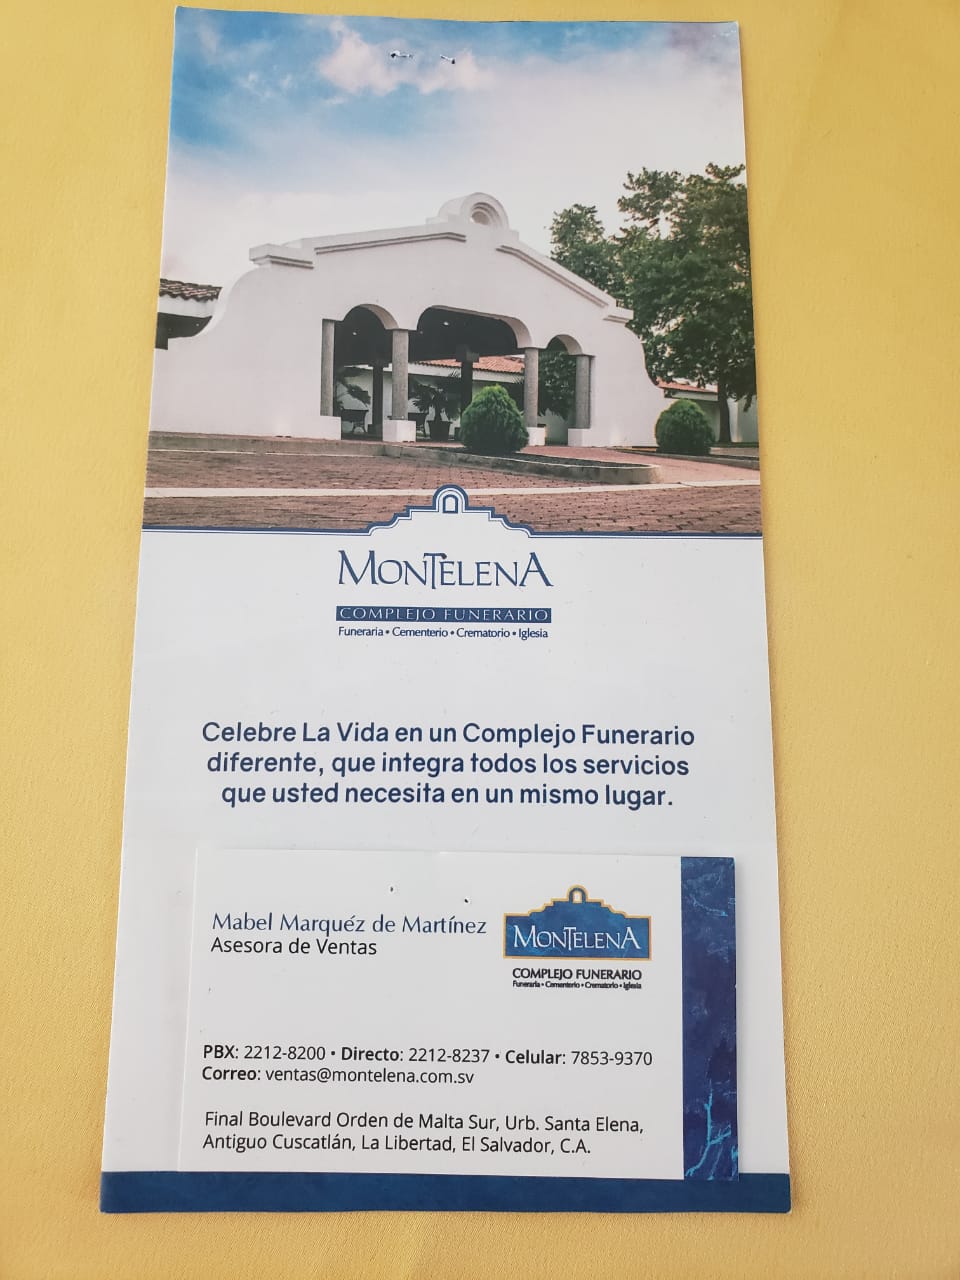 MONTELENA
COMPLEJO FUNERARIO
Funeraria • Cementerio • Crematorio • Iglesia
Celebre La Vida en un Complejo Funerario
diferente, que integra todos los servicios
que usted necesita en un mismo lugar.
Mabel Marquéz de Martínez
Asesora de Ventas
MONTELENA
COMPLEJO FUNERARIO
Funeraria • Cementerio • Crematorio • Iglesia
PBX: 2212-8200 • Directo: 2212-8237 • Celular: 7853-9370
Correo: ventas@montelena.com.sv
Final Boulevard Orden de Malta Sur, Urb. Santa Elena,
Antiguo Cuscatlán, La Libertad, El Salvador, C.A.